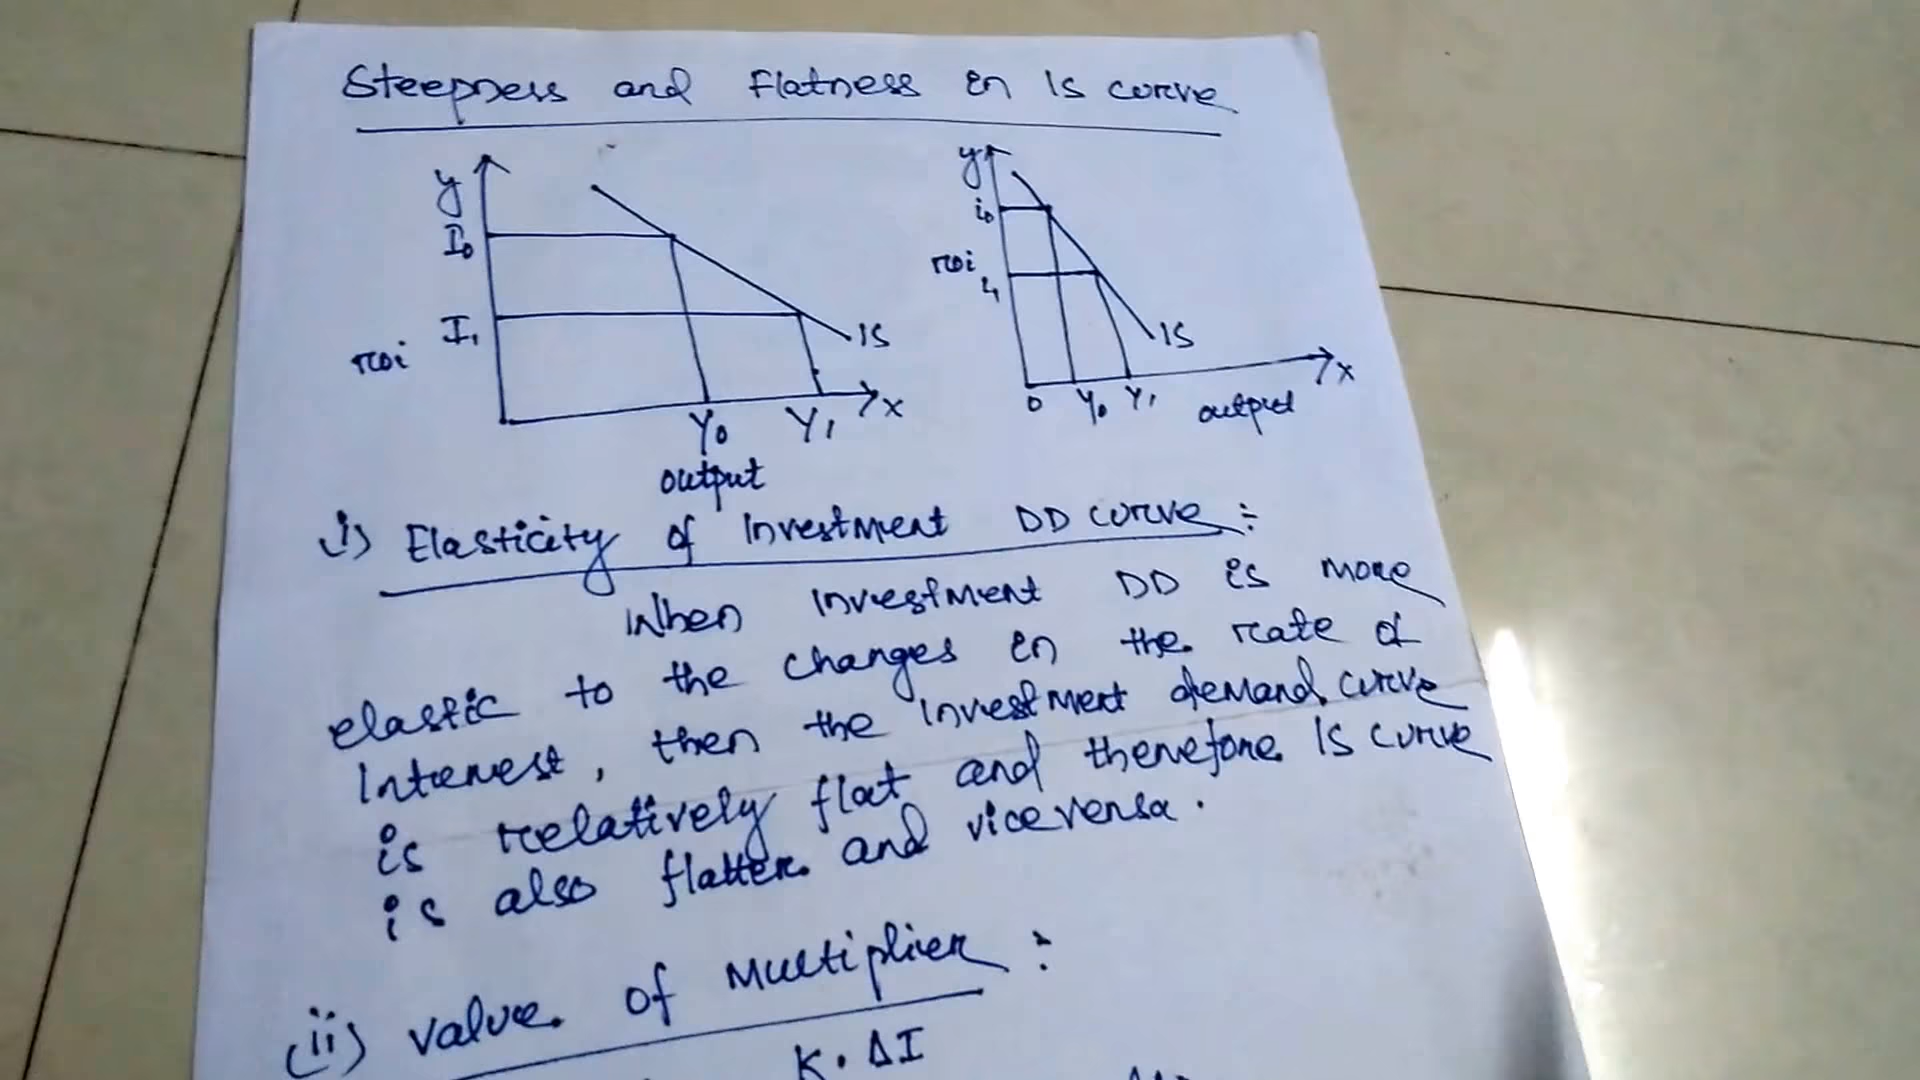 Steepness and Flatness in IS curve
y
I0
I1
roi
IS
x
Y0
Y1
output
y
i0
roi
i1
IS
x
0
Y0
Y1
output
i) Elasticity of Investment DD curve :
When investment DD is more
elastic to the changes in the rate of
Interest, then the investment demand curve
is relatively flat and therefore IS curve
is also flatter and vice versa.
(ii) value of Multiplier :
K. ΔI